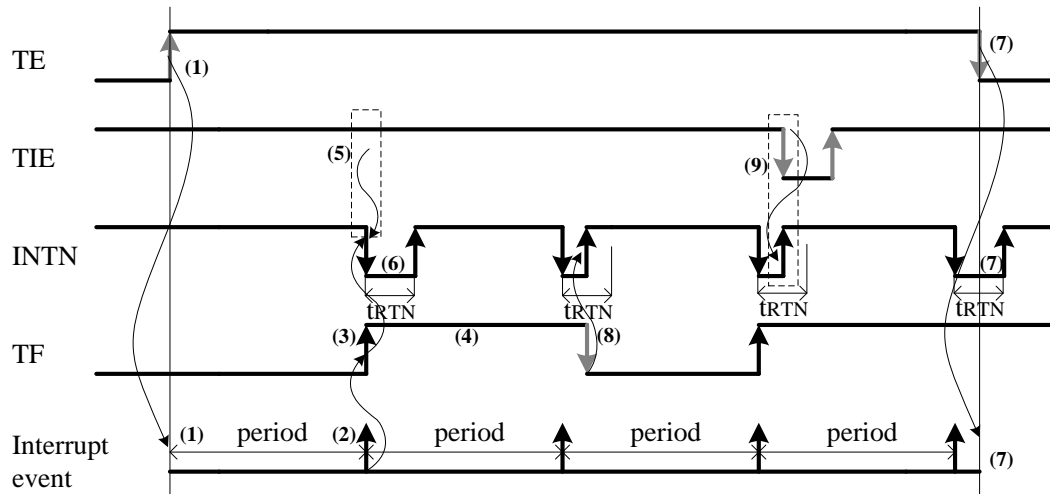 TE
(1)
(7)
TIE
(5)
(9)
INTN
(6)
(7)
tRTN
tRTN
tRTN
tRTN
TF
(3)
(4)
(8)
Interrupt
event
(1)
period
(2)
period
period
period
(7)